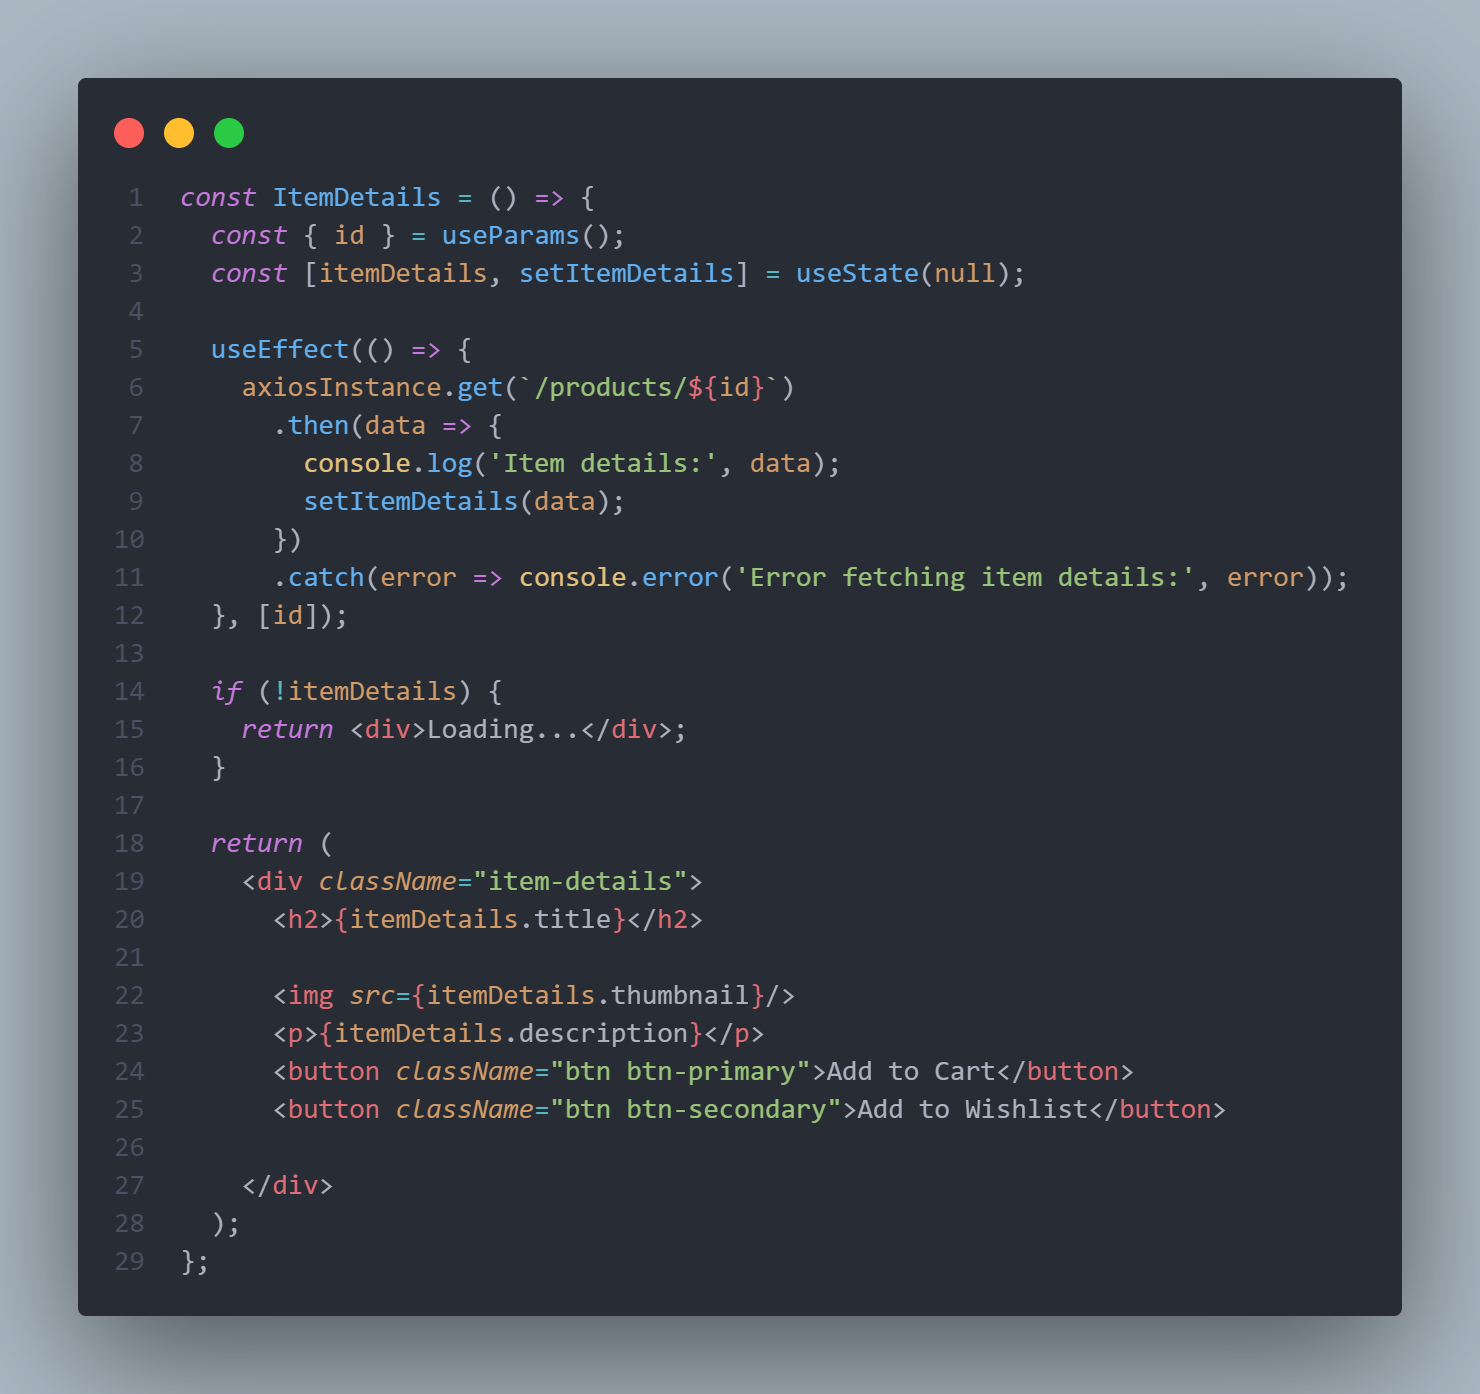 1 const ItemDetails = () => {
2   const { id } = useParams();
3   const [itemDetails, setItemDetails] = useState(null);
4
5   useEffect(() => {
6     axiosInstance.get(`/products/${id}`)
7       .then(data => {
8         console.log('Item details:', data);
9         setItemDetails(data);
10       })
11       .catch(error => console.error('Error fetching item details:', error));
12   }, [id]);
13
14   if (!itemDetails) {
15     return <div>Loading...</div>;
16   }
17
18   return (
19     <div className="item-details">
20       <h2>{itemDetails.title}</h2>
21
22       <img src={itemDetails.thumbnail}/>
23       <p>{itemDetails.description}</p>
24       <button className="btn btn-primary">Add to Cart</button>
25       <button className="btn btn-secondary">Add to Wishlist</button>
26
27     </div>
28   );
29 };